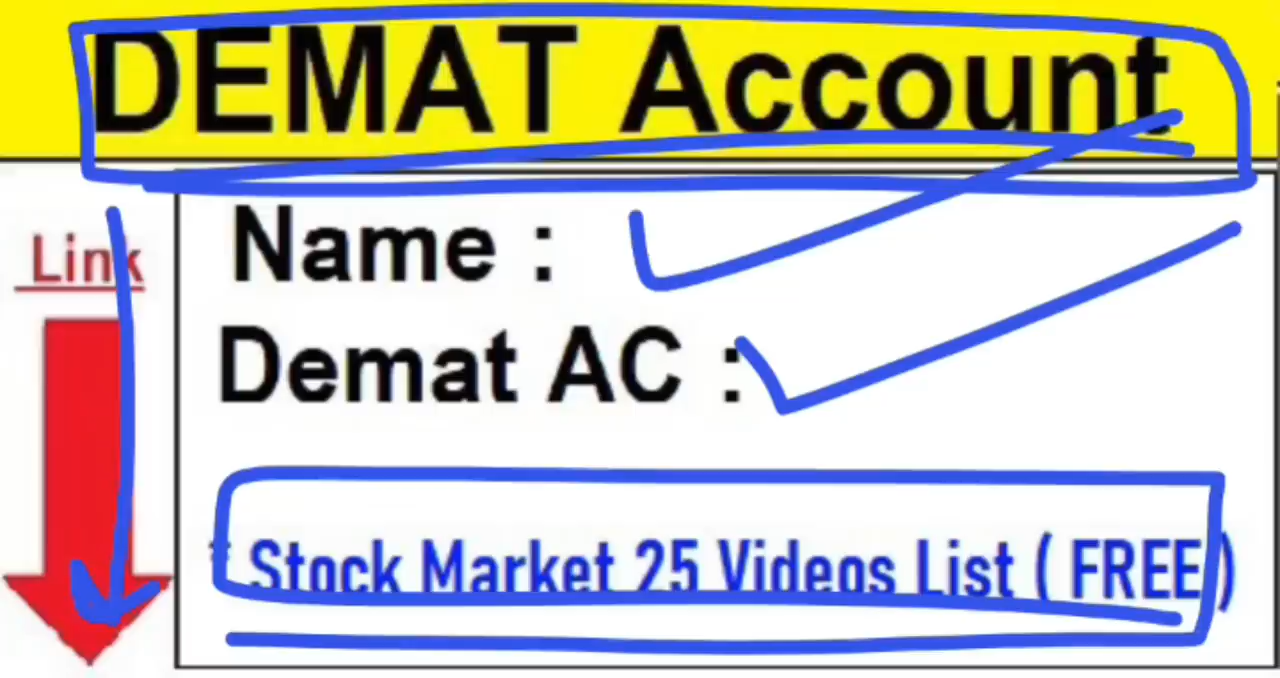 DEMAT Account
Link
Name :
Demat AC :
* Stock Market 25 Videos List ( FREE )